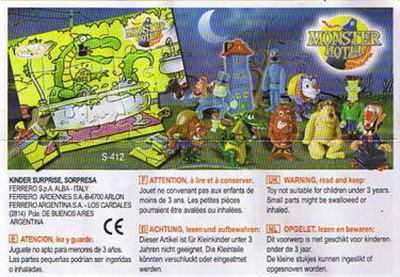 MONSTER
HOTEL
S-412
MONSTER
HOTEL
KINDER SURPRISE, SORPRESA
FERRERO S.p.A. ALBA - ITALY
FERRERO ARDENNES S.A.-B-6700 ARLON
FERRERO ARGENTINA S.A. - LOS CARDALES
(2814) Pcia. DE BUENOS AIRES
ARGENTINA
CE
E ATENCION, lea y guarde:
Juguete no apto para menores de 3 años.
Las partes pequeñas podrían ser ingeridas
o inhaladas.
F ATTENTION, à lire et à conserver:
Jouet ne convenant pas aux enfants de
moins de 3 ans. Les petites pièces
pourraient être avalées ou inhalées.
D ACHTUNG, lesen und aufbewahren:
Dieser Artikel ist für Kleinkinder unter 3
Jahren nicht geeignet. Die Kleinteile
könnten verschluckt oder eingeatmet
werden.
UK WARNING, read and keep:
Toy not suitable for children under 3 years.
Small parts might be swallowed or
inhaled.
NL OPGELET, lezen en bewaren:
Dit voorwerp is niet geschikt voor kinderen
onder de 3 jaar.
De kleine stukjes kunnen ingeslikt of
ingeademd worden.